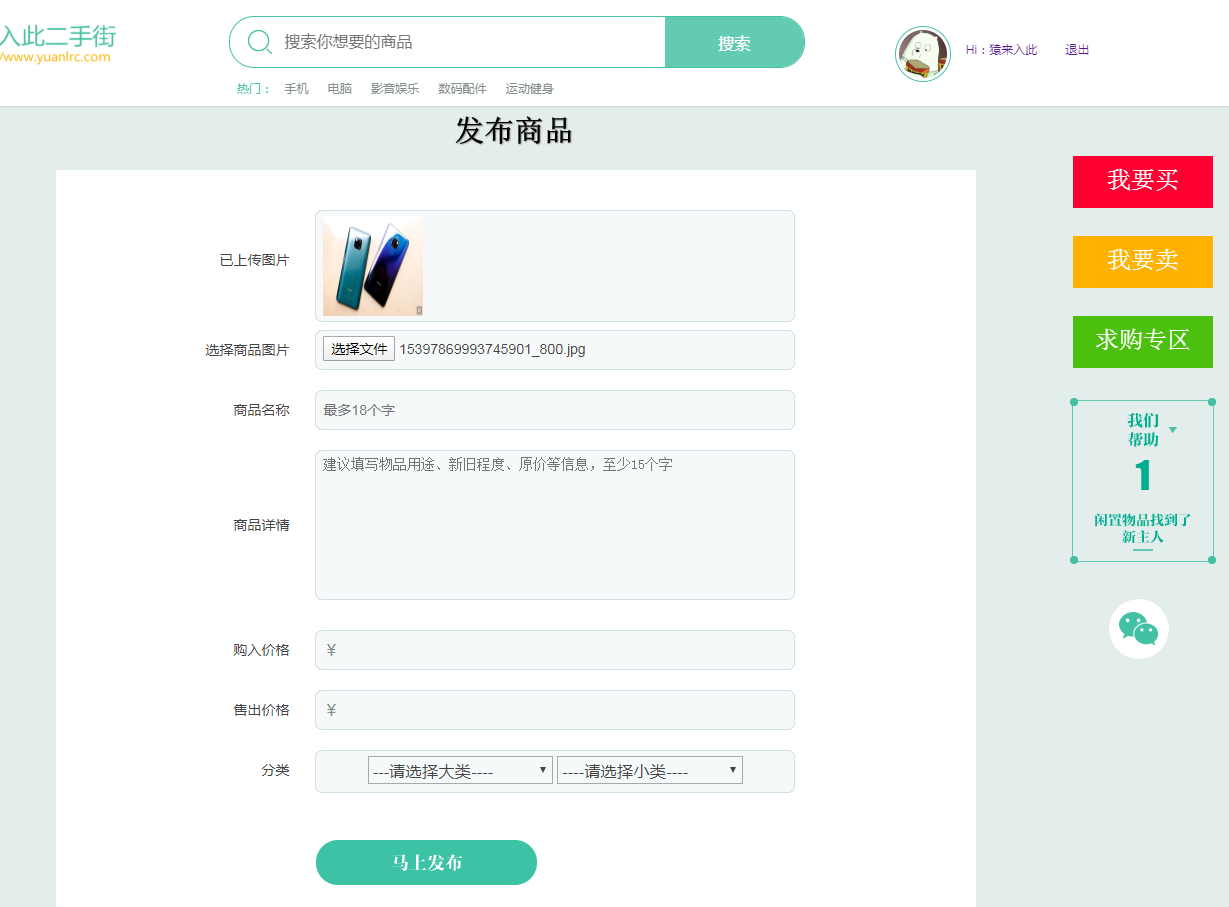 入此二手街
/www.yuanlrc.com
搜索你想要的商品
搜索
Hi：猿来入此
退出
热门： 手机 电脑 影音娱乐 数码配件 运动健身
发布商品
我要买
我要卖
求购专区
我们
帮助
1
闲置物品找到了
新主人
已上传图片
选择商品图片
选择文件 15397869993745901_800.jpg
商品名称
最多18个字
商品详情
建议填写物品用途、新旧程度、原价等信息，至少15个字
购入价格
¥
售出价格
¥
分类
---请选择大类----
----请选择小类----
马上发布